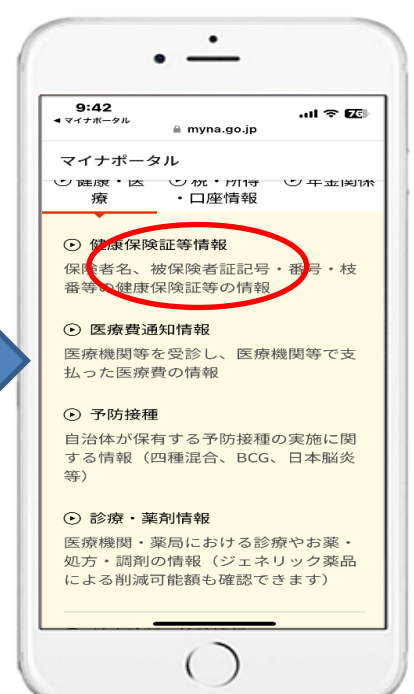 9:42
76
◀ マイナポータル
myna.go.jp
マイナポータル
健康・医療
税・所得・口座情報
年金関係
健康保険証等情報
保険者名、被保険者証記号・番号・枝
番等の健康保険証等の情報
医療費通知情報
医療機関等を受診し、医療機関等で支
払った医療費の情報
予防接種
自治体が保有する予防接種の実施に関
する情報（四種混合、BCG、日本脳炎
等）
診療・薬剤情報
医療機関・薬局における診療やお薬・
処方・調剤の情報（ジェネリック薬品
による削減可能額も確認できます）